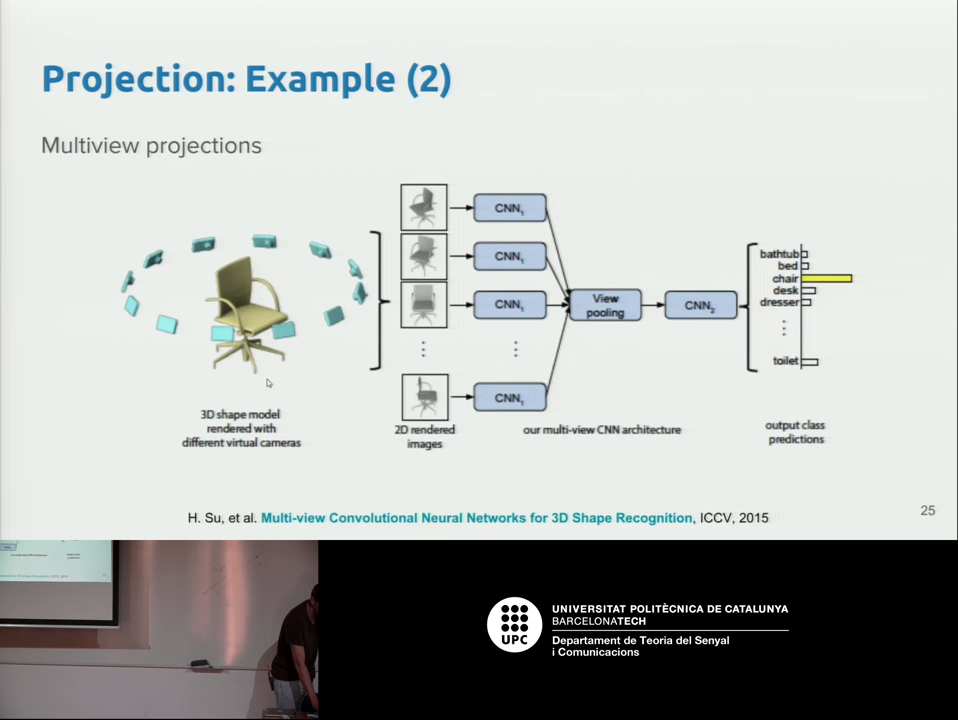 Projection: Example (2)
Multiview projections
CNN1
CNN1
CNN1
CNN1
View
pooling
CNN2
bathtub
bed
chair
desk
dresser
toilet
3D shape model
rendered with
different virtual cameras
2D rendered
images
our multi-view CNN architecture
output class
predictions
H. Su, et al. Multi-view Convolutional Neural Networks for 3D Shape Recognition, ICCV, 2015
25
UPC
UNIVERSITAT POLITÈCNICA DE CATALUNYA
BARCELONATECH
Departament de Teoria del Senyal
i Comunicacions